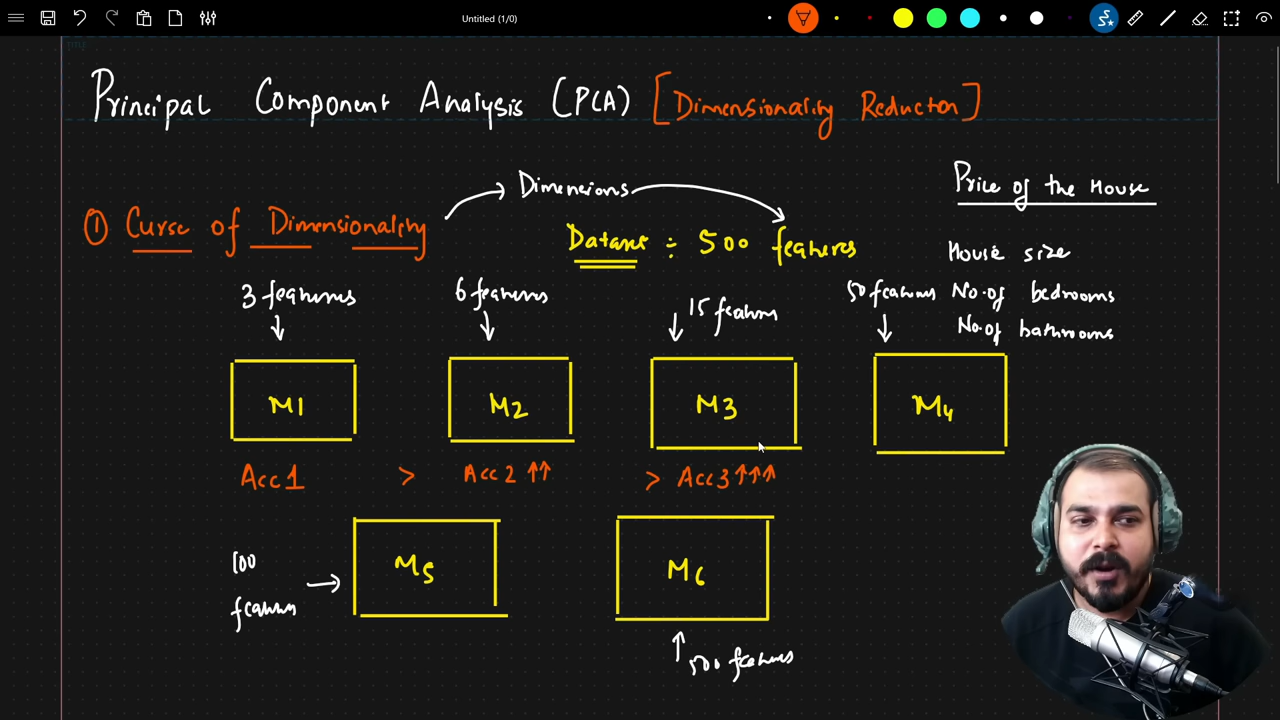 Untitled (1/0)
Principal Component Analysis (PCA) [Dimensionality Reduction]
Price of the House
Dimensions
① Curse of Dimensionality
Dataset ÷ 500 features
House size
3 features
6 features
15 features
50 features
No. of bedrooms
No. of bathrooms
M1
M2
M3
M4
Acc 1 > Acc 2 ↑↑ > Acc 3 ↑↑↑
100
features
M5
M6
500 features